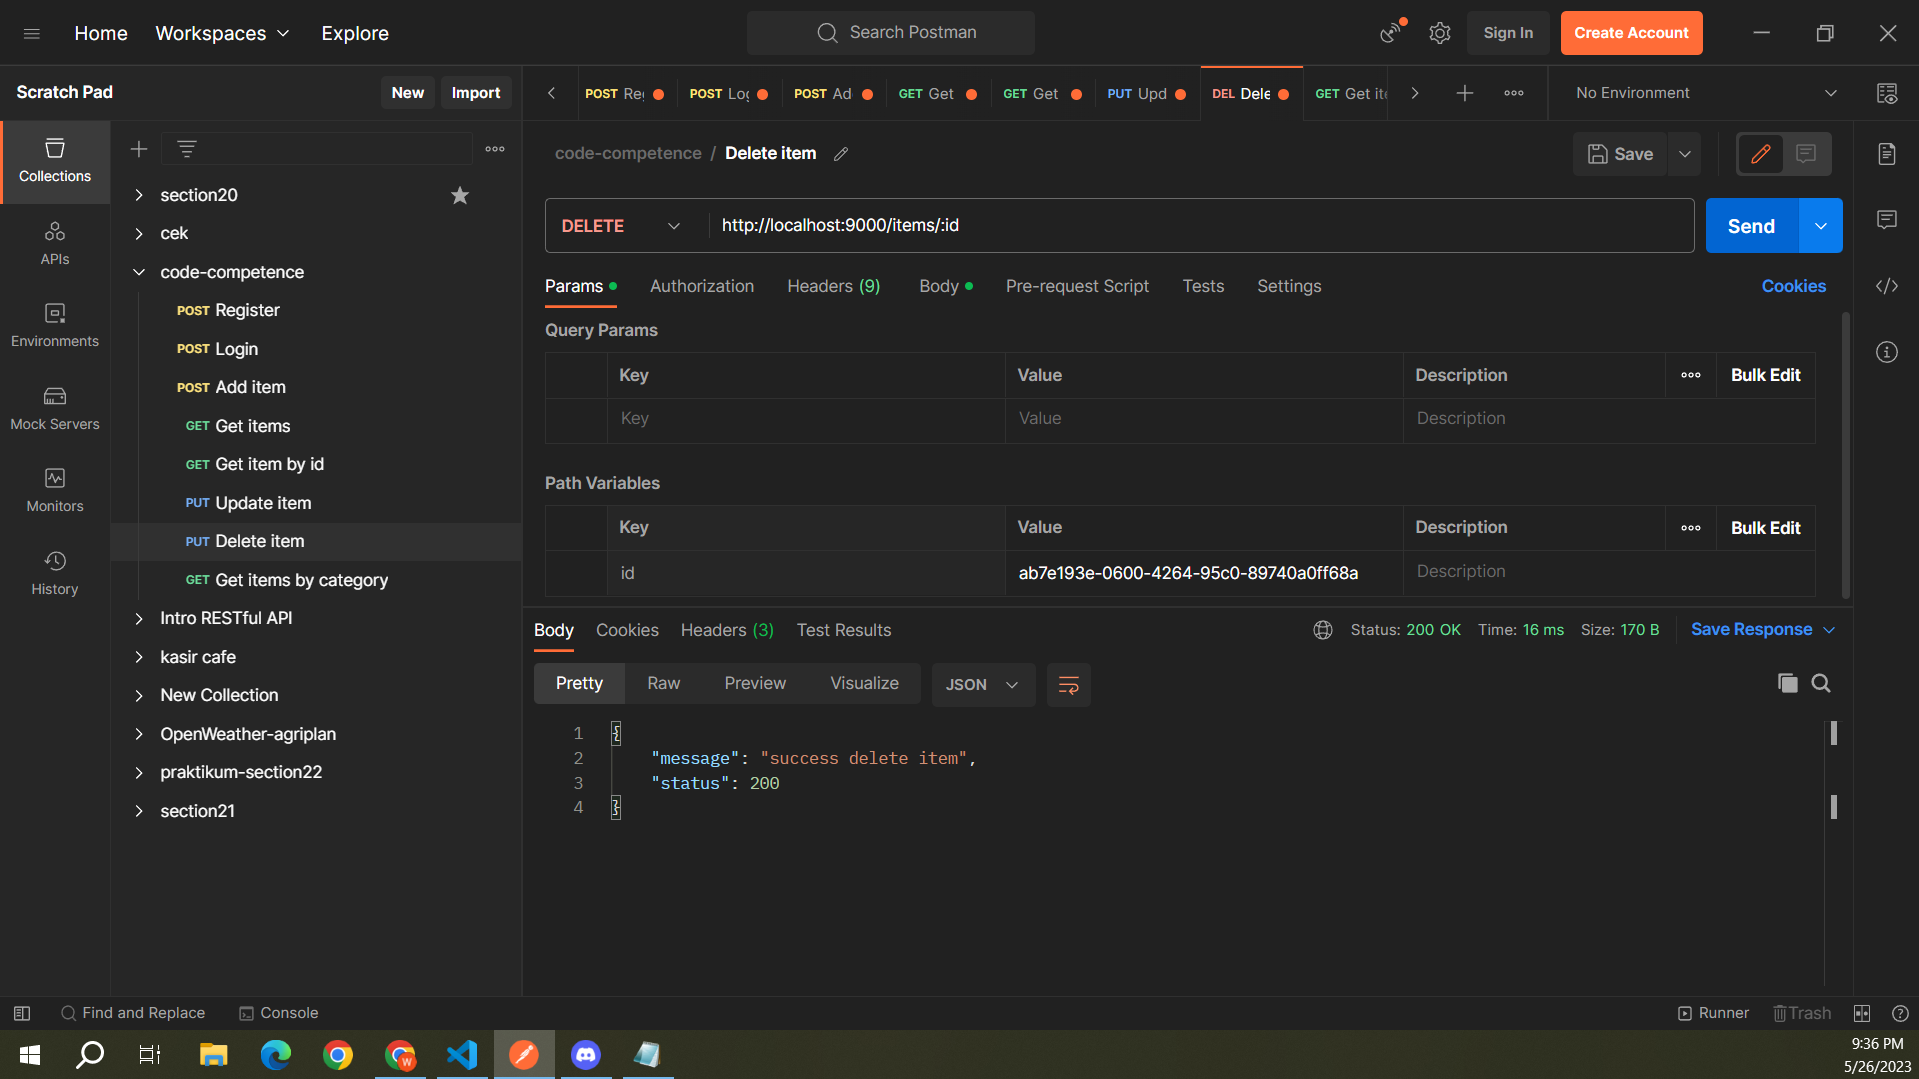 Home Workspaces Explore Search Postman Sign In Create Account
Scratch Pad New Import
POST Re POST Log POST Ad GET Get GET Get PUT Upd DEL Dele GET Get ite No Environment
Collections
APIs
Environments
Mock Servers
Monitors
History
section20
cek
code-competence
POST Register
POST Login
POST Add item
GET Get items
GET Get item by id
PUT Update item
PUT Delete item
GET Get items by category
Intro RESTful API
kasir cafe
New Collection
OpenWeather-agriplan
praktikum-section22
section21
code-competence / Delete item Save
DELETE http://localhost:9000/items/:id Send
Params Authorization Headers (9) Body Pre-request Script Tests Settings Cookies
Query Params
Key Value Description Bulk Edit
Key Value Description
Path Variables
Key Value Description Bulk Edit
id ab7e193e-0600-4264-95c0-89740a0ff68a Description
Body Cookies Headers (3) Test Results Status: 200 OK Time: 16 ms Size: 170 B Save Response
Pretty Raw Preview Visualize JSON
1 {
2 "message": "success delete item",
3 "status": 200
4 }
Find and Replace Console Runner Trash
W
9:36 PM
5/26/2023